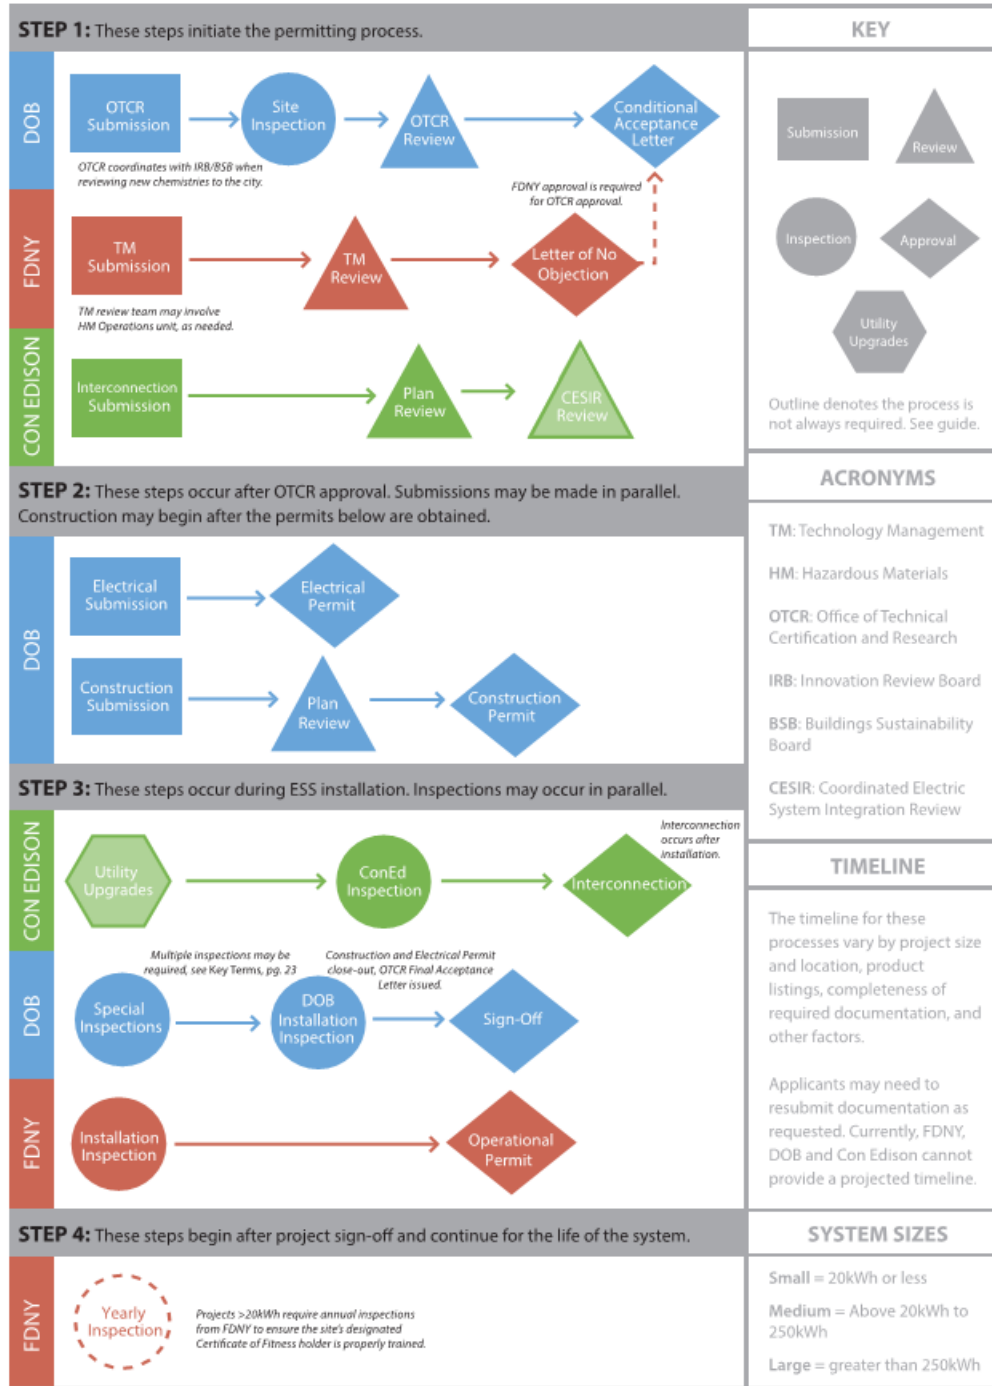 STEP 1: These steps initiate the permitting process.
DOB
OTCR
Submission
Site
Inspection
OTCR
Review
Conditional
Acceptance
Letter
OTCR coordinates with IRB/BSB when
reviewing new chemistries to the city.
FDNY approval is required
for OTCR approval.
FDNY
TM
Submission
TM
Review
Letter of No
Objection
TM review team may involve
HM Operations unit, as needed.
CON EDISON
Interconnection
Submission
Plan
Review
CESIR
Review
STEP 2: These steps occur after OTCR approval. Submissions may be made in parallel.
Construction may begin after the permits below are obtained.
DOB
Electrical
Submission
Electrical
Permit
Construction
Submission
Plan
Review
Construction
Permit
STEP 3: These steps occur during ESS installation. Inspections may occur in parallel.
CON EDISON
Utility
Upgrades
ConEd
Inspection
Interconnection
Interconnection
occurs after
installation.
DOB
Multiple inspections may be
required, see Key Terms, pg. 23
Construction and Electrical Permit
close-out, OTCR Final Acceptance
Letter issued.
Special
Inspections
DOB
Installation
Inspection
Sign-Off
FDNY
Installation
Inspection
Operational
Permit
STEP 4: These steps begin after project sign-off and continue for the life of the system.
FDNY
Yearly
Inspection
Projects >20kWh require annual inspections
from FDNY to ensure the site's designated
Certificate of Fitness holder is properly trained.
KEY
Submission
Review
Inspection
Approval
Utility
Upgrades
Outline denotes the process is
not always required. See guide.
ACRONYMS
TM: Technology Management
HM: Hazardous Materials
OTCR: Office of Technical
Certification and Research
IRB: Innovation Review Board
BSB: Buildings Sustainability
Board
CESIR: Coordinated Electric
System Integration Review
TIMELINE
The timeline for these
processes vary by project size
and location, product
listings, completeness of
required documentation, and
other factors.
Applicants may need to
resubmit documentation as
requested. Currently, FDNY,
DOB and Con Edison cannot
provide a projected timeline.
SYSTEM SIZES
Small = 20kWh or less
Medium = Above 20kWh to
250kWh
Large = greater than 250kWh